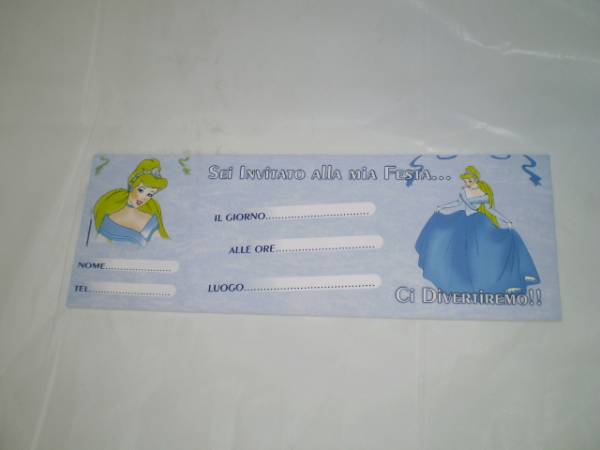 Sei Invitato alla mia Festa...
IL GIORNO..............................
ALLE ORE..............................
LUOGO......................................
NOME....................
TEL........................
Ci Divertiremo!!